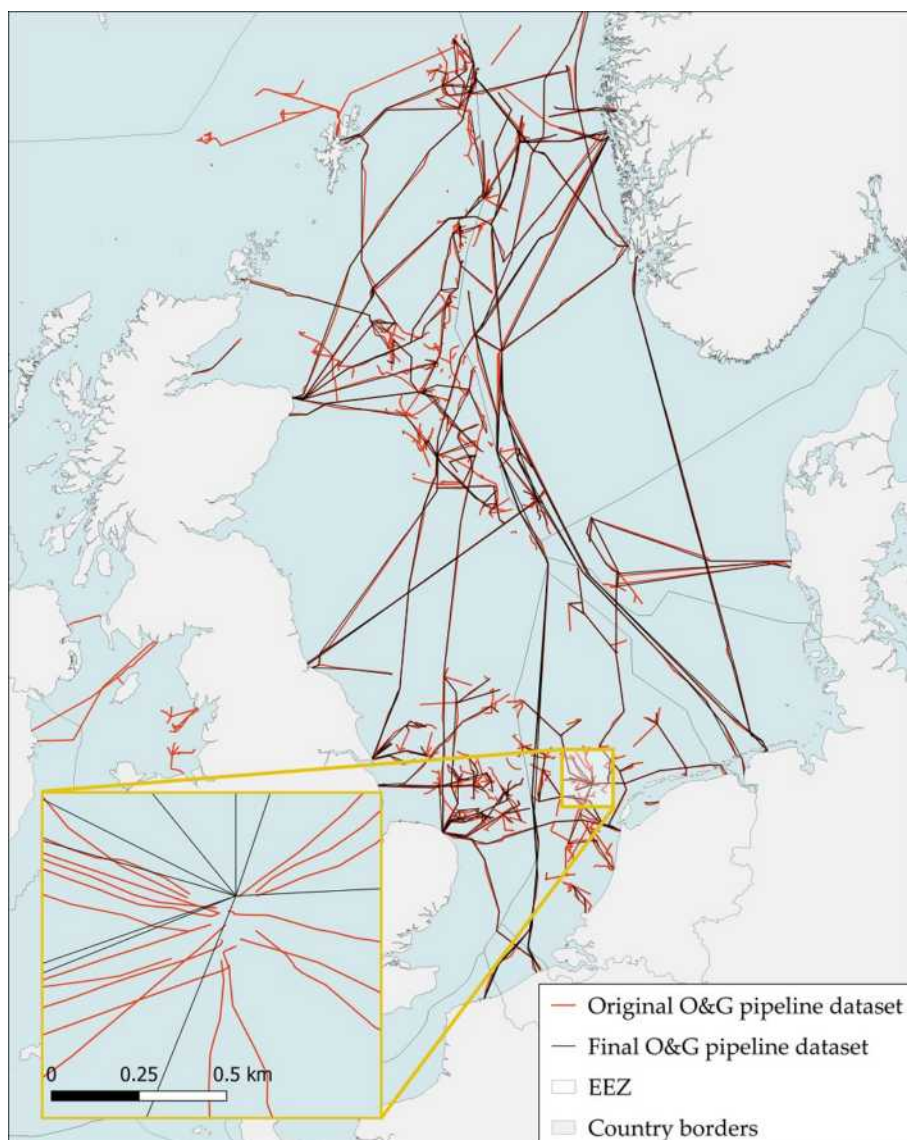 0 0.25 0.5 km
Original O&G pipeline dataset
Final O&G pipeline dataset
EEZ
Country borders